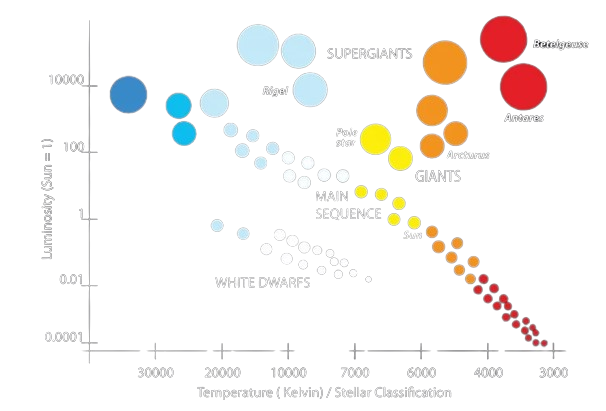 SUPERGIANTS
Betelgeuse
10000
Rigel
Antares
Pole
star
100
Arcturus
GIANTS
MAIN
SEQUENCE
Luminosity (Sun = 1)
1
Sun
WHITE DWARFS
0.01
0.0001
30000 20000 10000 7000 6000 4000 3000
Temperature ( Kelvin) / Stellar Classification